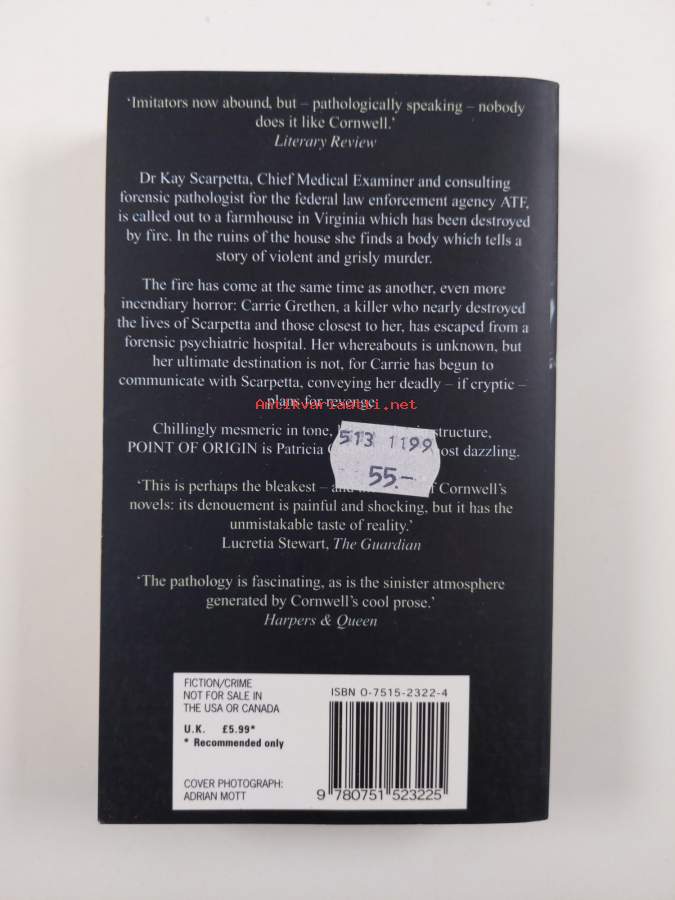 ‘Imitators now abound, but – pathologically speaking – nobody
does it like Cornwell.’
Literary Review
Dr Kay Scarpetta, Chief Medical Examiner and consulting
forensic pathologist for the federal law enforcement agency ATF,
is called out to a farmhouse in Virginia which has been destroyed
by fire. In the ruins of the house she finds a body which tells a
story of violent and grisly murder.
The fire has come at the same time as another, even more
incendiary horror: Carrie Grethen, a killer who nearly destroyed
the lives of Scarpetta and those closest to her, has escaped from a
forensic psychiatric hospital. Her whereabouts is unknown, but
her ultimate destination is not, for Carrie has begun to
communicate with Scarpetta, conveying her deadly – if cryptic –
plans for revenge.
Antikvariaatti.net
Chillingly mesmeric in tone, structure,
513 1199
POINT OF ORIGIN is Patricia dazzling.
55.-
‘This is perhaps the bleakest – of Cornwell’s
novels: its denouement is painful and shocking, but it has the
unmistakable taste of reality.’
Lucretia Stewart, The Guardian
‘The pathology is fascinating, as is the sinister atmosphere
generated by Cornwell’s cool prose.’
Harpers & Queen
FICTION/CRIME
NOT FOR SALE IN
THE USA OR CANADA
U.K. £5.99*
* Recommended only
COVER PHOTOGRAPH:
ADRIAN MOTT
ISBN 0-7515-2322-4
9 780751 523225